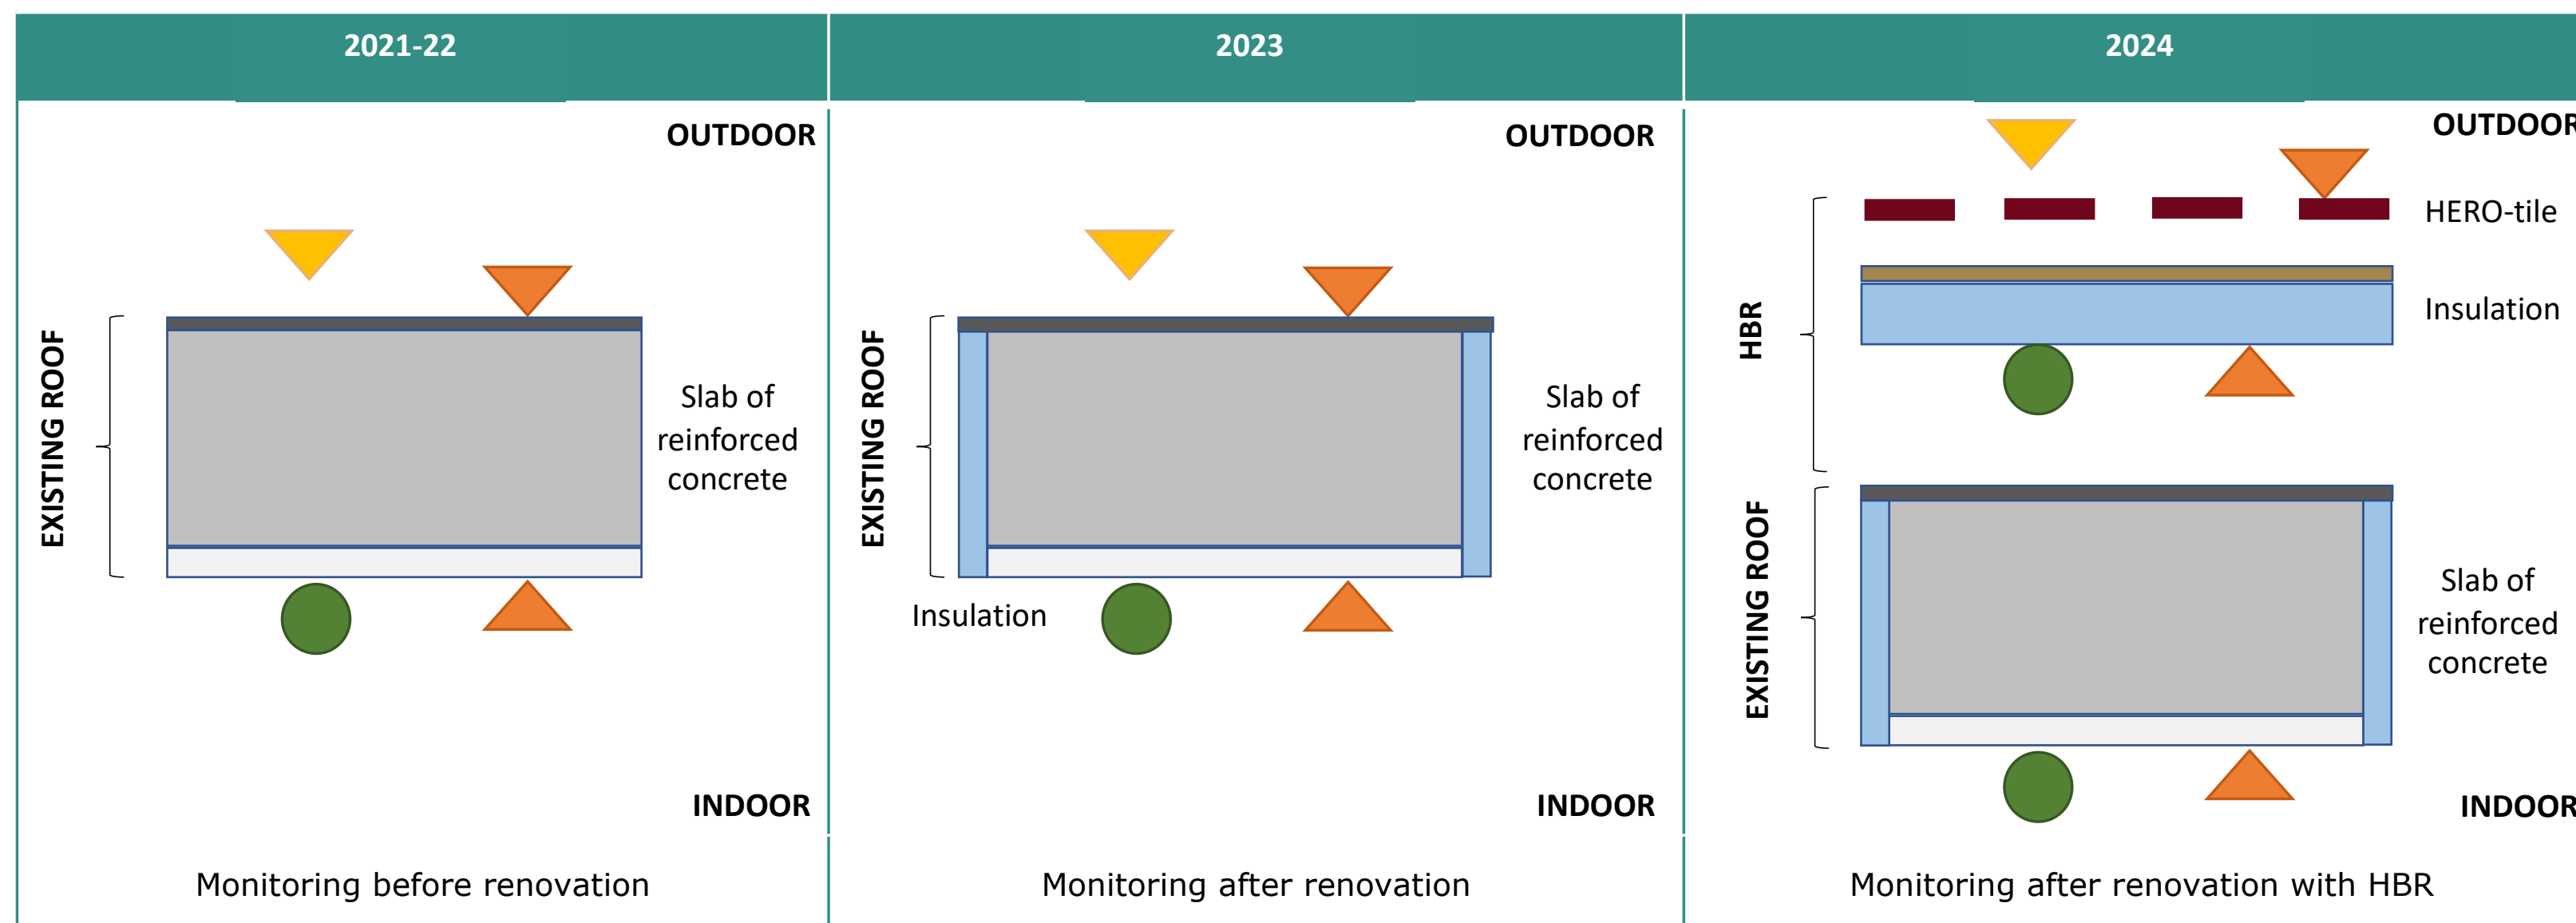 2021-22
2023
2024
OUTDOOR
EXISTING ROOF
Slab of
reinforced
concrete
INDOOR
Monitoring before renovation
OUTDOOR
EXISTING ROOF
Slab of
reinforced
concrete
Insulation
INDOOR
Monitoring after renovation
OUTDOOR
HERO-tile
HBR
Insulation
EXISTING ROOF
Slab of
reinforced
concrete
INDOOR
Monitoring after renovation with HBR